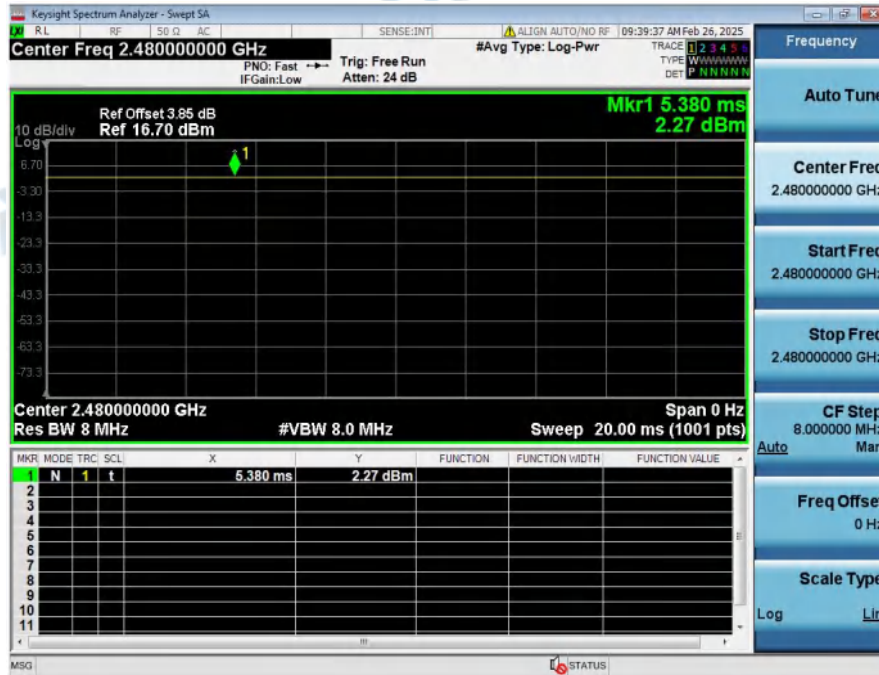 Keysight Spectrum Analyzer - Swept SA
RL RF 50 Ω AC SENSE:INT ALIGN AUTO/NO RF 09:39:37 AM Feb 26, 2025
Center Freq 2.480000000 GHz
PNO: Fast
IFGain:Low
Trig: Free Run
Atten: 24 dB
#Avg Type: Log-Pwr
TRACE 1 2 3 4 5 6
TYPE W
DET P N N N N N
Mkr1 5.380 ms
2.27 dBm
Ref Offset 3.85 dB
10 dB/div Ref 16.70 dBm
Log
1
6.70
-3.30
-13.3
-23.3
-33.3
-43.3
-53.3
-63.3
-73.3
Center 2.480000000 GHz Span 0 Hz
Res BW 8 MHz #VBW 8.0 MHz Sweep 20.00 ms (1001 pts)
MKR MODE TRC SCL X Y FUNCTION FUNCTION WIDTH FUNCTION VALUE
1 N 1 t 5.380 ms 2.27 dBm
2
3
4
5
6
7
8
9
10
11
MSG STATUS
Frequency
Auto Tune
Center Freq
2.480000000 GHz
Start Freq
2.480000000 GHz
Stop Freq
2.480000000 GHz
CF Step
8.000000 MHz
Auto Man
Freq Offset
0 Hz
Scale Type
Log Lin